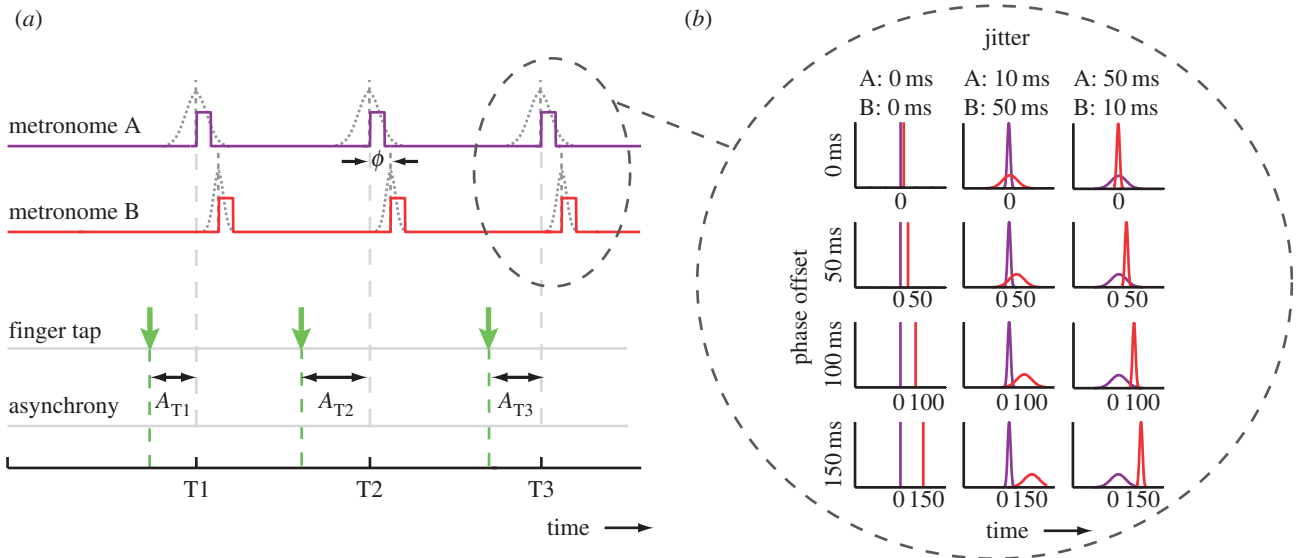 (a)
metronome A
ϕ
metronome B
finger tap
asynchrony
A_T1
A_T2
A_T3
T1 T2 T3
time
(b)
jitter
A: 0 ms A: 10 ms A: 50 ms
B: 0 ms B: 50 ms B: 10 ms
phase offset
0 ms
0 0 0
50 ms
0 50 0 50 0 50
100 ms
0 100 0 100 0 100
150 ms
0 150 0 150 0 150
time